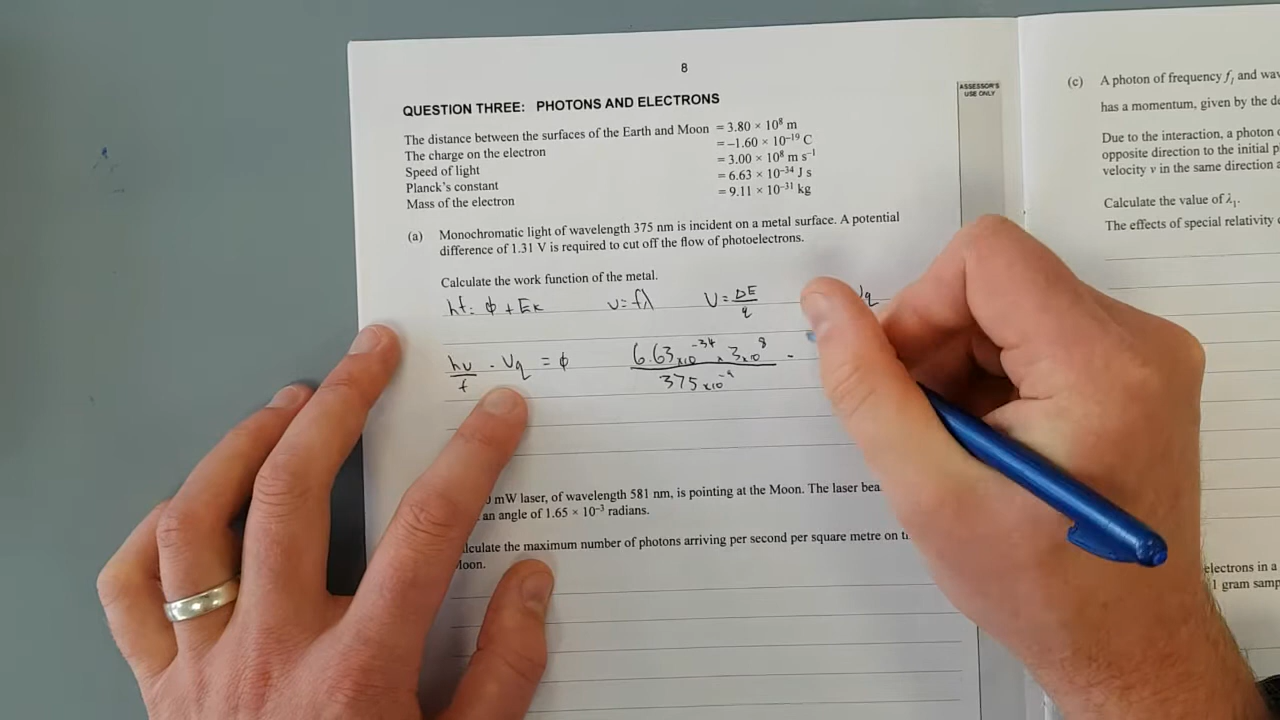 8
QUESTION THREE: PHOTONS AND ELECTRONS
ASSESSOR'S
USE ONLY
The distance between the surfaces of the Earth and Moon = 3.80 × 10⁸ m
The charge on the electron = –1.60 × 10⁻¹⁹ C
Speed of light = 3.00 × 10⁸ m s⁻¹
Planck's constant = 6.63 × 10⁻³⁴ J s
Mass of the electron = 9.11 × 10⁻³¹ kg
(a) Monochromatic light of wavelength 375 nm is incident on a metal surface. A potential
difference of 1.31 V is required to cut off the flow of photoelectrons.
Calculate the work function of the metal.
hf = φ + Ek v = fλ V = ΔE/q Vq
hv/f - Vq = φ 6.63×10⁻³⁴ × 3×10⁸ / 375×10⁻⁹ -
mW laser, of wavelength 581 nm, is pointing at the Moon. The laser
an angle of 1.65 × 10⁻³ radians.
the maximum number of photons arriving per second per square metre on
(c) A photon of frequency f₁ and
has a momentum, given by the
Due to the interaction, a photon
opposite direction to the initial
velocity v in the same direction
Calculate the value of λ₁.
The effects of special relativity
electrons in a
1 gram